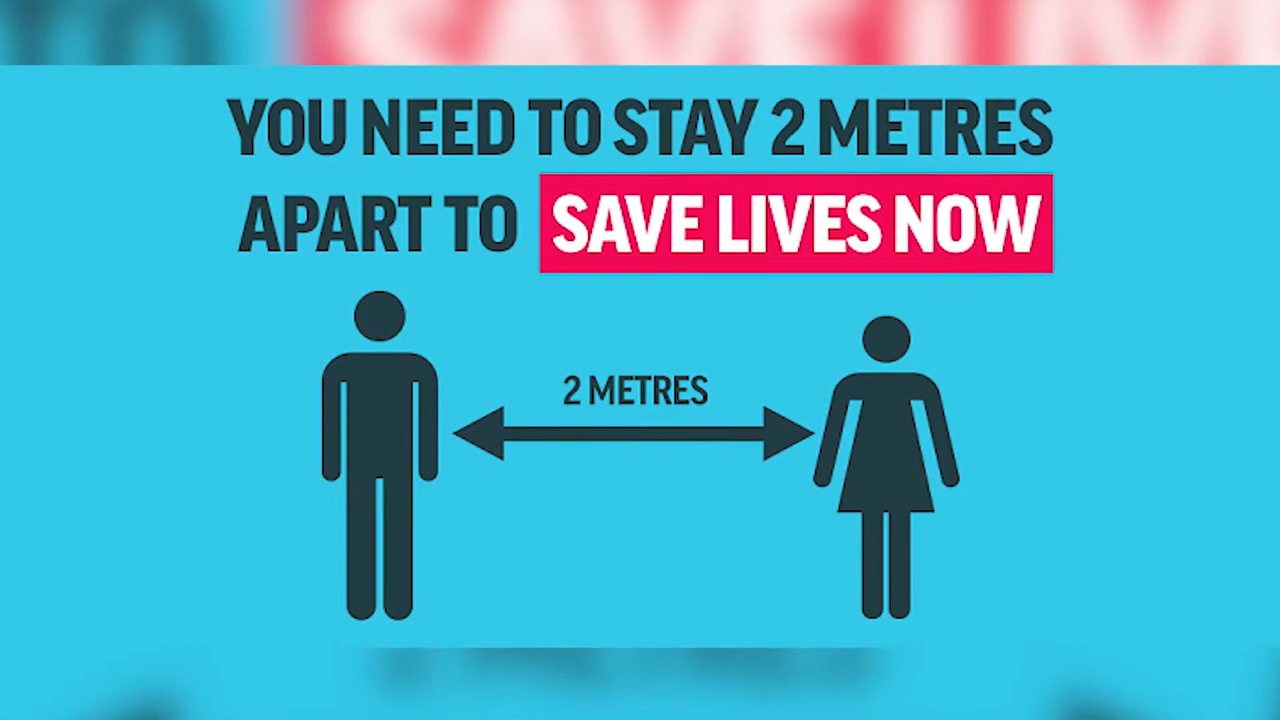 YOU NEED TO STAY 2 METRES
APART TO SAVE LIVES NOW
2 METRES